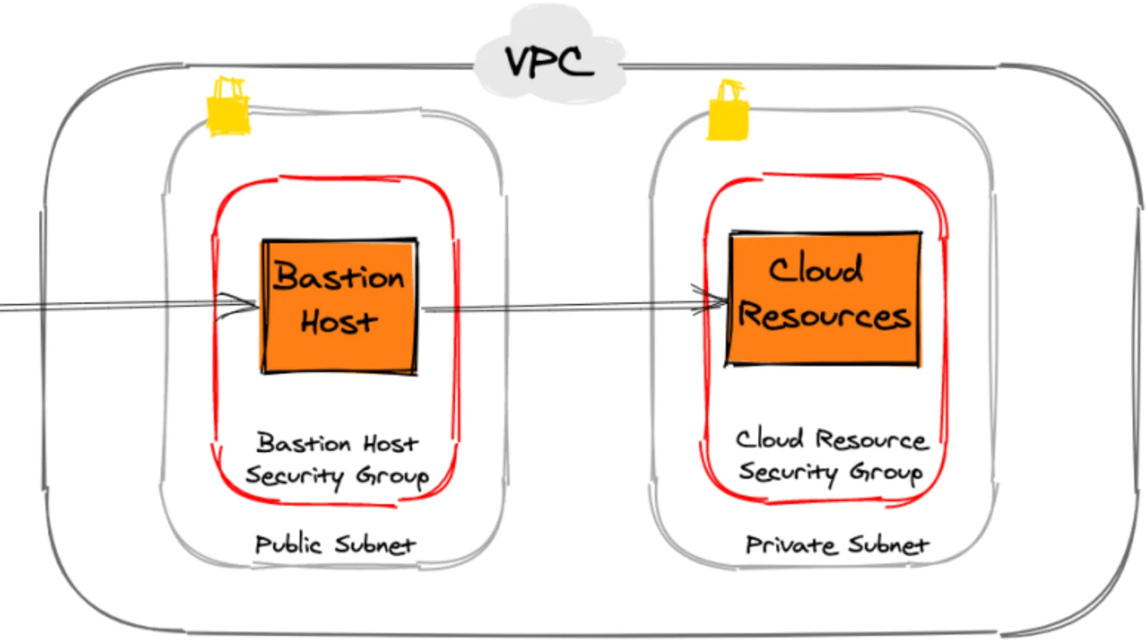 VPC
Bastion
Host
Bastion Host
Security Group
Public Subnet
Cloud
Resources
Cloud Resource
Security Group
Private Subnet